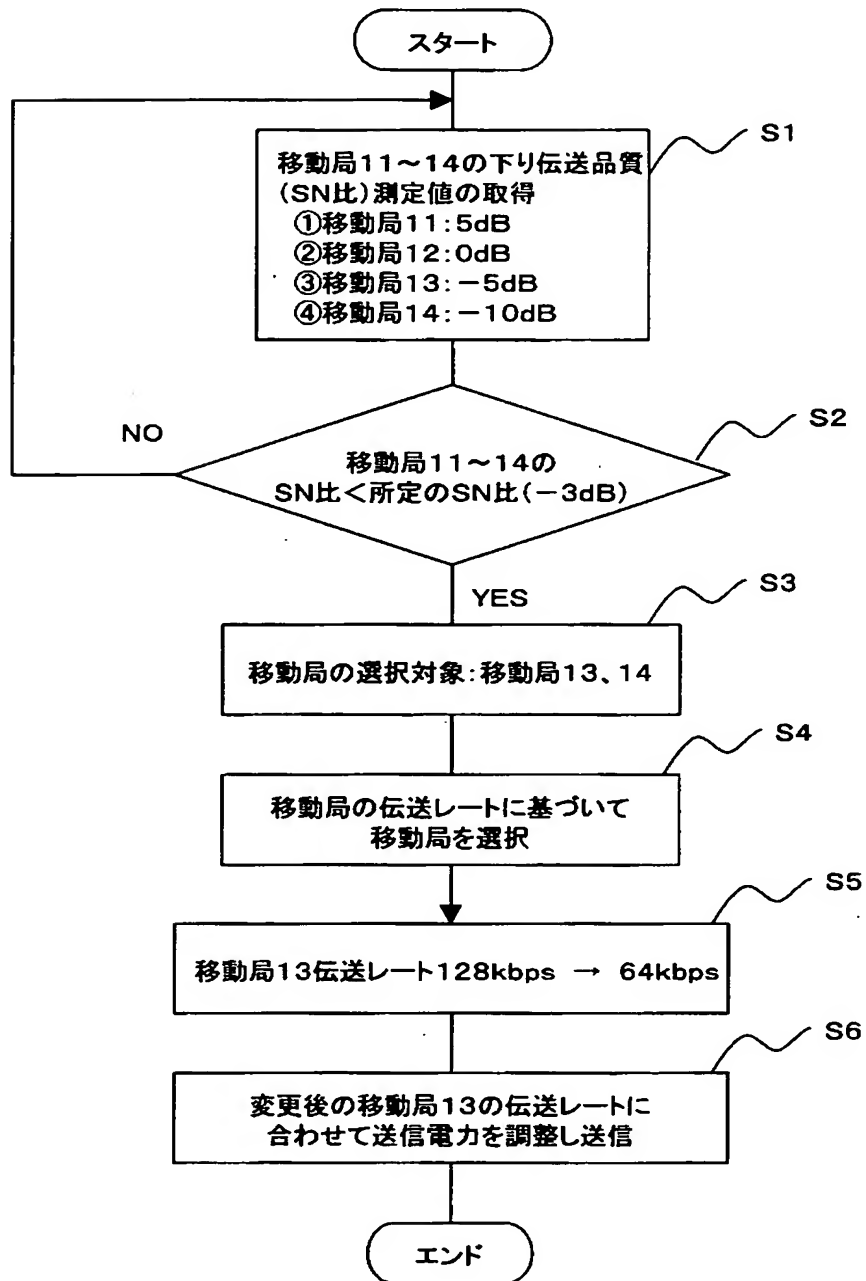 スタート
S1
移動局11～14の下り伝送品質
(SN比)測定値の取得
①移動局11:5dB
②移動局12:0dB
③移動局13:－5dB
④移動局14:－10dB
S2
NO
移動局11～14の
SN比＜所定のSN比(－3dB)
YES
S3
移動局の選択対象:移動局13、14
S4
移動局の伝送レートに基づいて
移動局を選択
S5
移動局13伝送レート128kbps → 64kbps
S6
変更後の移動局13の伝送レートに
合わせて送信電力を調整し送信
エンド